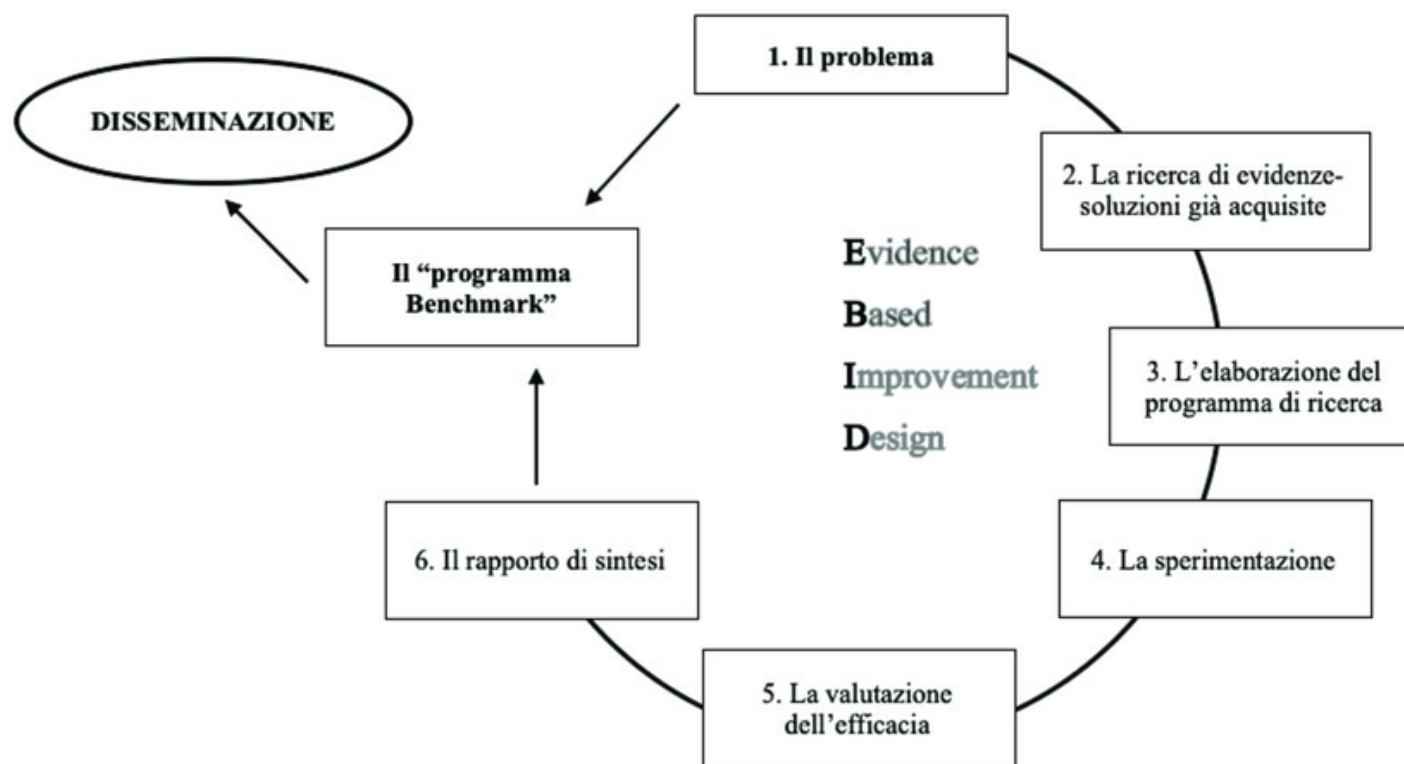 1. Il problema
DISSEMINAZIONE
2. La ricerca di evidenze-
soluzioni già acquisite
Il “programma
Benchmark”
Evidence
Based
Improvement
Design
3. L’elaborazione del
programma di ricerca
6. Il rapporto di sintesi
4. La sperimentazione
5. La valutazione
dell’efficacia